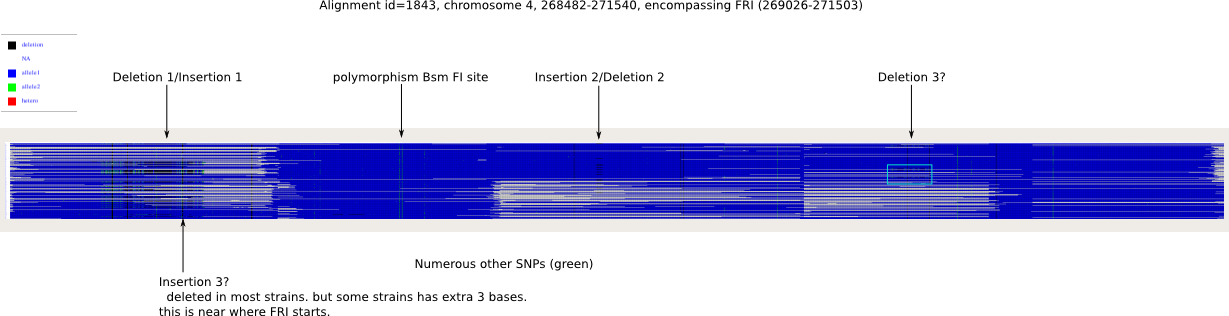 Alignment id=1843, chromosome 4, 268482-271540, encompassing FRI (269026-271503)
deletion
NA
allele1
allele2
hetero
Deletion 1/Insertion 1
polymorphism Bsm FI site
Insertion 2/Deletion 2
Deletion 3?
Numerous other SNPs (green)
Insertion 3?
deleted in most strains. but some strains has extra 3 bases.
this is near where FRI starts.